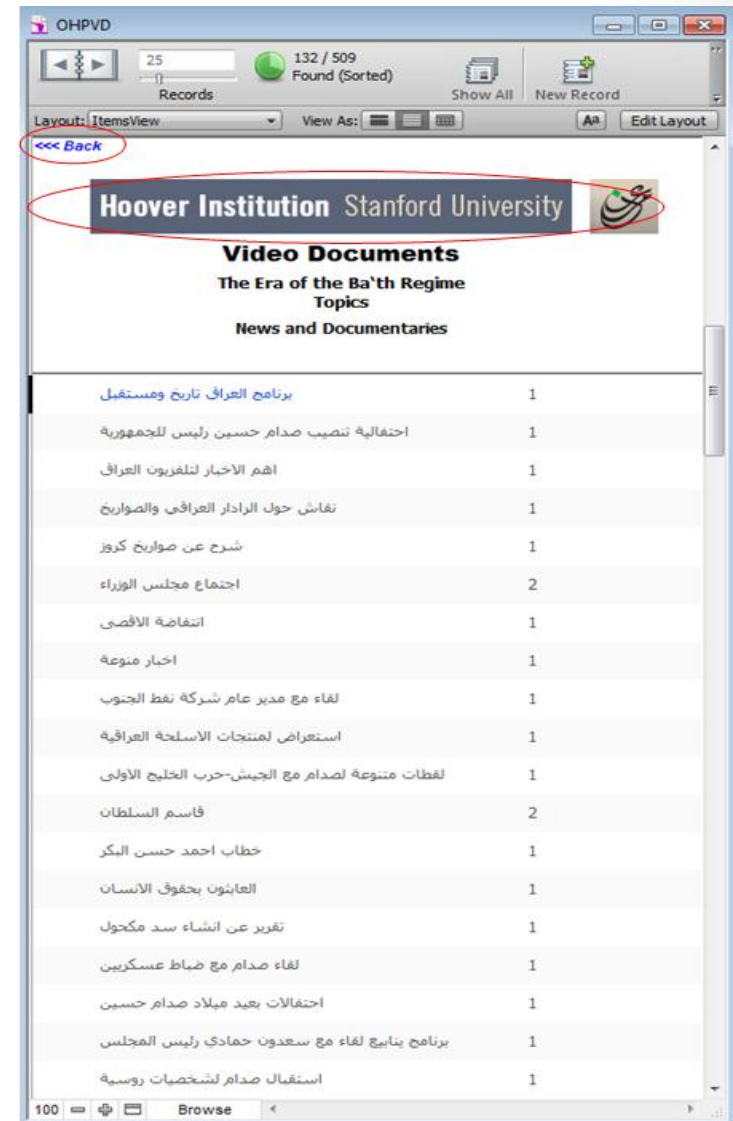 OHPVD
25
Records
132 / 509
Found (Sorted)
Show All
New Record
Layout: ItemsView
View As:
Aa
Edit Layout
<<< Back
Hoover Institution Stanford University
Video Documents
The Era of the Ba‛th Regime
Topics
News and Documentaries
برنامج العراق تاريخ ومستقبل 1
احتفالية تنصيب صدام حسين رئيس للجمهورية 1
اهم الاخبار لتلفزيون العراق 1
نقاش حول الرادار العراقي والصواريخ 1
شرح عن صواريخ كروز 1
اجتماع مجلس الوزراء 2
انتفاضة الاقصى 1
اخبار منوعة 1
لقاء مع مدير عام شركة نفط الجنوب 1
استعراض لمنتجات الاسلحة العراقية 1
لقطات متنوعة لصدام مع الجيش-حرب الخليج الاولى 1
قاسم السلطان 2
خطاب احمد حسن البكر 1
العابثون بحقوق الانسان 1
تقرير عن انشاء سد مكحول 1
لقاء صدام مع ضباط عسكريين 1
احتفالات بعيد ميلاد صدام حسين 1
برنامج ينابيع لقاء مع سعدون حمادي رئيس المجلس 1
استقبال صدام لشخصيات روسية 1
100
Browse